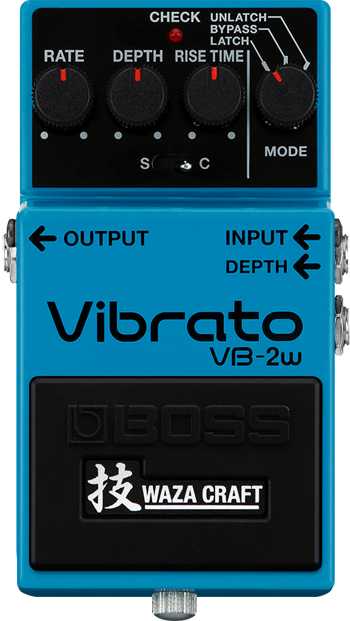 CHECK
UNLATCH
BYPASS
LATCH
RATE
DEPTH
RISE TIME
MODE
S
C
OUTPUT
INPUT
DEPTH
Vibrato
VB-2w
BOSS
技 WAZA CRAFT